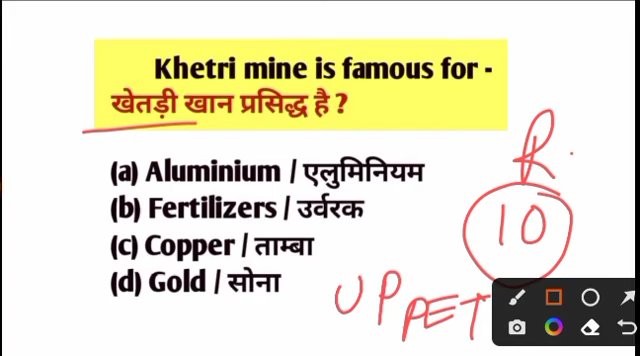 Khetri mine is famous for -
खेतड़ी खान प्रसिद्ध है ?
R
(a) Aluminium / एलुमिनियम
(b) Fertilizers / उर्वरक
10
(c) Copper / ताम्बा
(d) Gold / सोना
UP PET